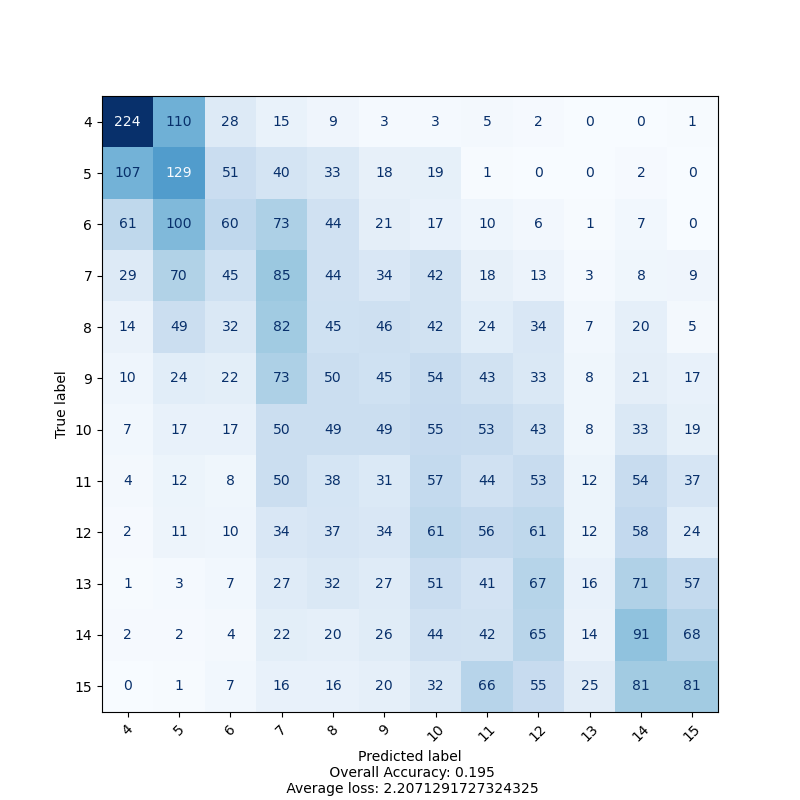 4 224 110 28 15 9 3 3 5 2 0 0 1
5 107 129 51 40 33 18 19 1 0 0 2 0
6 61 100 60 73 44 21 17 10 6 1 7 0
7 29 70 45 85 44 34 42 18 13 3 8 9
8 14 49 32 82 45 46 42 24 34 7 20 5
9 10 24 22 73 50 45 54 43 33 8 21 17
True label
10 7 17 17 50 49 49 55 53 43 8 33 19
11 4 12 8 50 38 31 57 44 53 12 54 37
12 2 11 10 34 37 34 61 56 61 12 58 24
13 1 3 7 27 32 27 51 41 67 16 71 57
14 2 2 4 22 20 26 44 42 65 14 91 68
15 0 1 7 16 16 20 32 66 55 25 81 81
4 5 6 7 8 9 10 11 12 13 14 15
Predicted label
Overall Accuracy: 0.195
Average loss: 2.2071291727324325